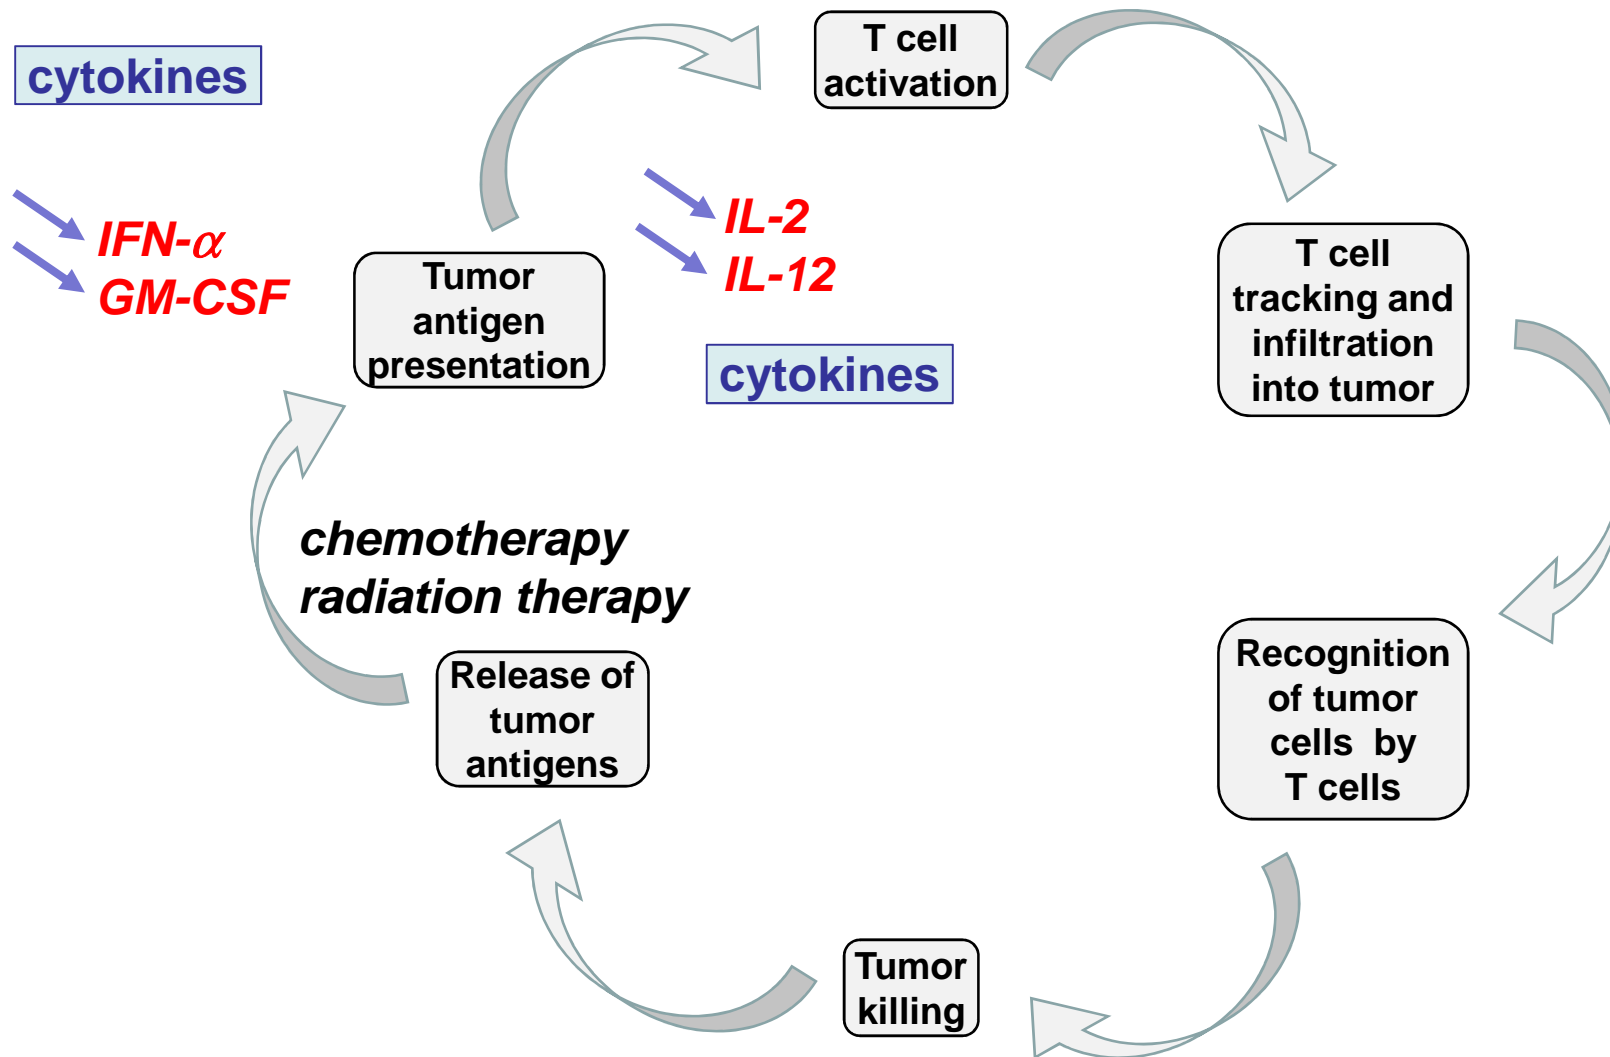 cytokines
IFN-α
GM-CSF
Tumor
antigen
presentation
T cell
activation
IL-2
IL-12
cytokines
T cell
tracking and
infiltration
into tumor
chemotherapy
radiation therapy
Release of
tumor
antigens
Recognition
of tumor
cells by
T cells
Tumor
killing